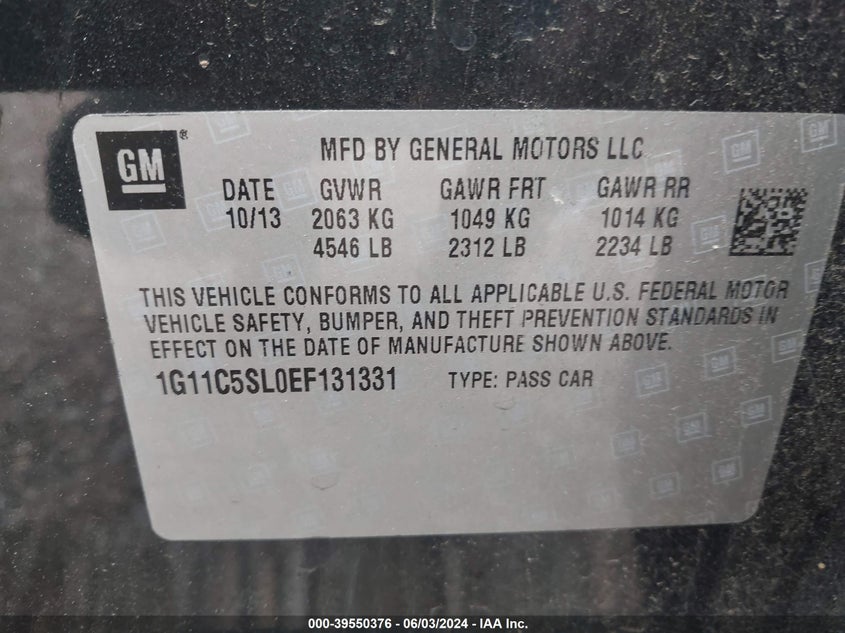 GM ®
MFD BY GENERAL MOTORS LLC
DATE GVWR GAWR FRT GAWR RR
10/13 2063 KG 1049 KG 1014 KG
4546 LB 2312 LB 2234 LB
THIS VEHICLE CONFORMS TO ALL APPLICABLE U.S. FEDERAL MOTOR
VEHICLE SAFETY, BUMPER, AND THEFT PREVENTION STANDARDS IN
EFFECT ON THE DATE OF MANUFACTURE SHOWN ABOVE.
1G11C5SL0EF131331 TYPE: PASS CAR
000-39550376 - 06/03/2024 - IAA Inc.